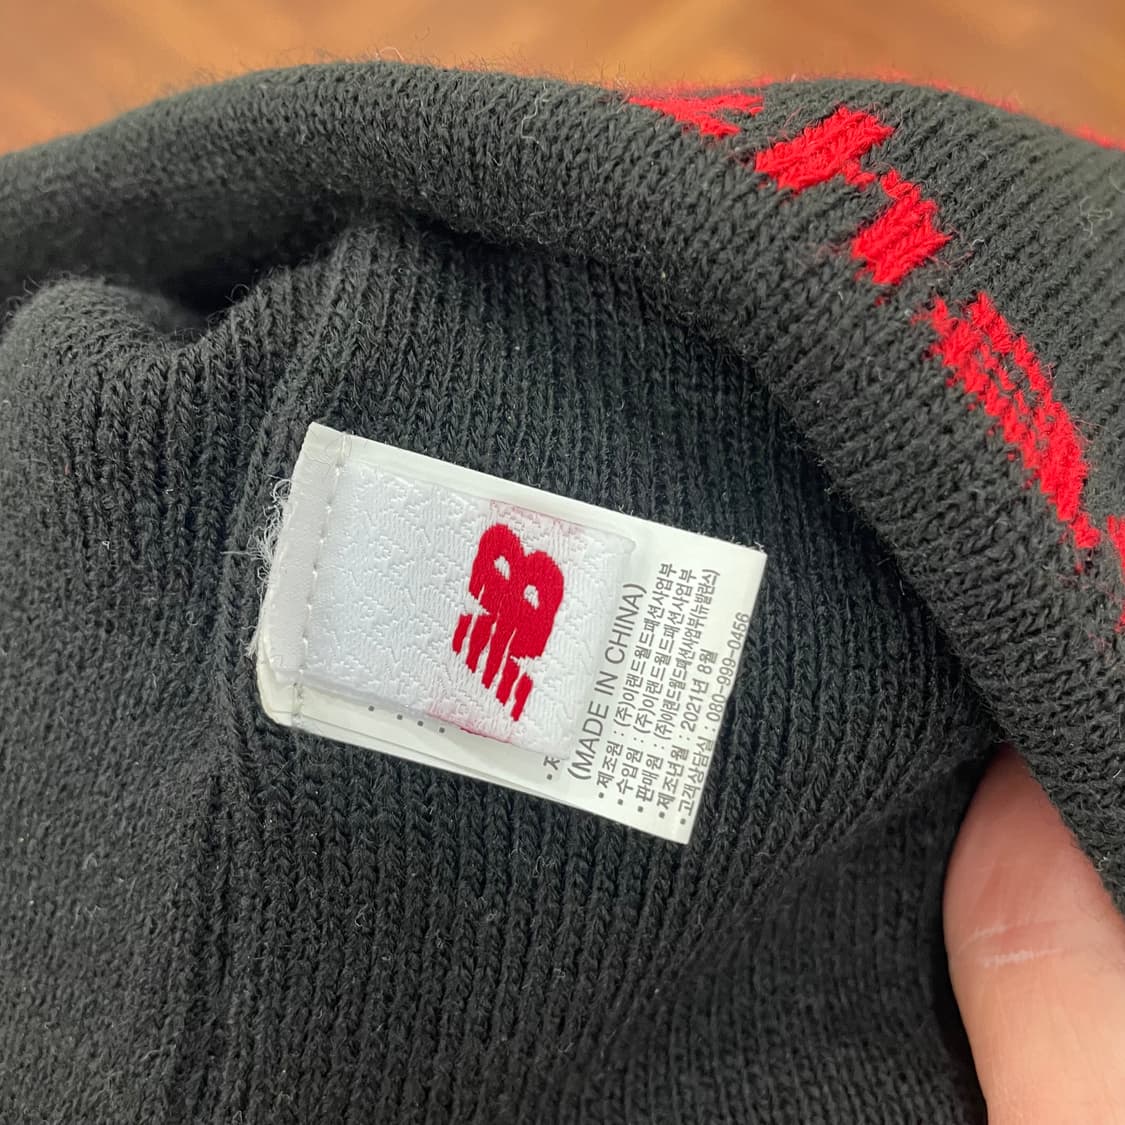 (MADE IN CHINA)
▪ 제조원 : (주)이랜드월드패션사업부
▪ 수입원 : (주)이랜드월드패션사업부
▪ 판매원 : (주)이랜드월드패션사업부(뉴발란스)
▪ 제조년월 : 2021년 8월
▪ 고객상담실 : 080-999-0456